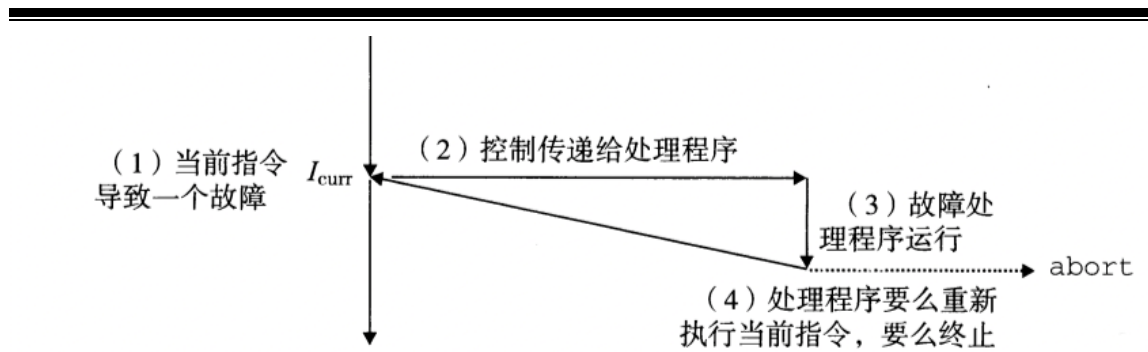 （2）控制传递给处理程序
（1）当前指令
导致一个故障
Icurr
（3）故障处
理程序运行
abort
（4）处理程序要么重新
执行当前指令，要么终止